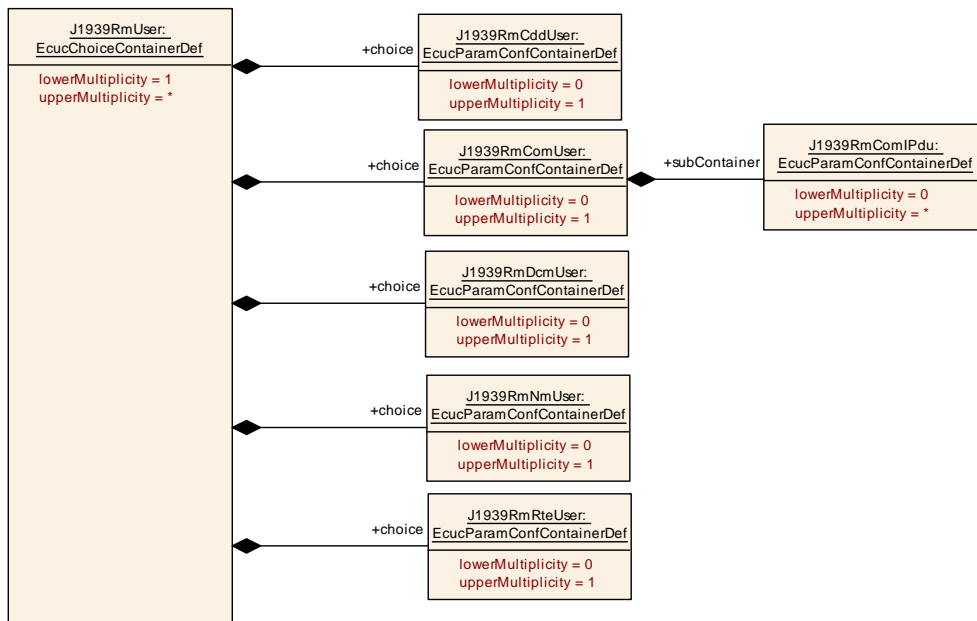 J1939RmUser:
EcucChoiceContainerDef
lowerMultiplicity = 1
upperMultiplicity = *
+choice
J1939RmCddUser:
EcucParamConfContainerDef
lowerMultiplicity = 0
upperMultiplicity = 1
+choice
J1939RmComUser:
EcucParamConfContainerDef
lowerMultiplicity = 0
upperMultiplicity = 1
+subContainer
J1939RmComIPdu:
EcucParamConfContainerDef
lowerMultiplicity = 0
upperMultiplicity = *
+choice
J1939RmDcmUser:
EcucParamConfContainerDef
lowerMultiplicity = 0
upperMultiplicity = 1
+choice
J1939RmNmUser:
EcucParamConfContainerDef
lowerMultiplicity = 0
upperMultiplicity = 1
+choice
J1939RmRteUser:
EcucParamConfContainerDef
lowerMultiplicity = 0
upperMultiplicity = 1